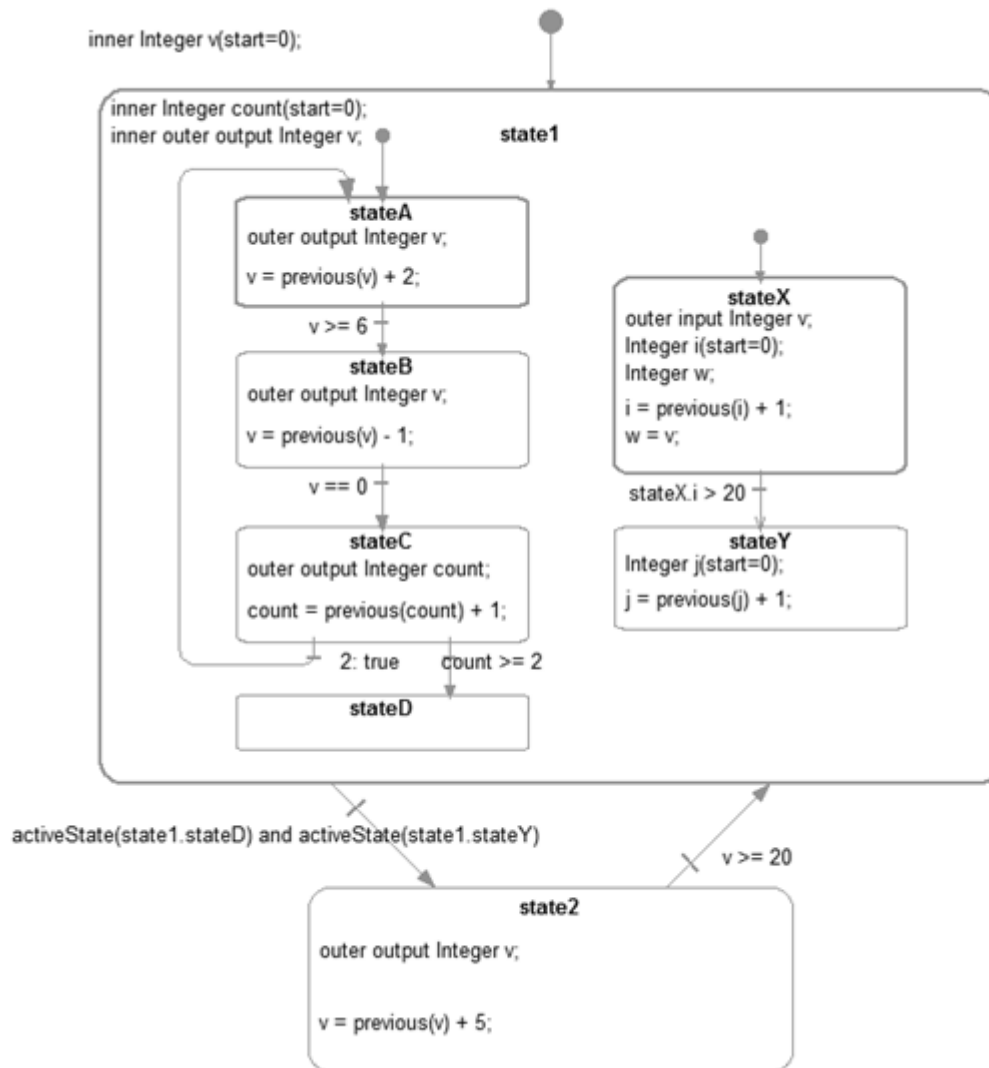 inner Integer v(start=0);
inner Integer count(start=0);
inner outer output Integer v;
state1
stateA
outer output Integer v;
v = previous(v) + 2;
v >= 6
stateB
outer output Integer v;
v = previous(v) - 1;
v == 0
stateC
outer output Integer count;
count = previous(count) + 1;
2: true
count >= 2
stateD
stateX
outer input Integer v;
Integer i(start=0);
Integer w;
i = previous(i) + 1;
w = v;
stateX.i > 20
stateY
Integer j(start=0);
j = previous(j) + 1;
activeState(state1.stateD) and activeState(state1.stateY)
v >= 20
state2
outer output Integer v;
v = previous(v) + 5;